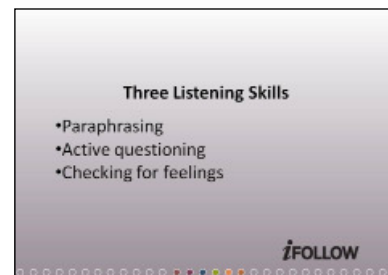 Three Listening Skills
•Paraphrasing
•Active questioning
•Checking for feelings
iFOLLOW